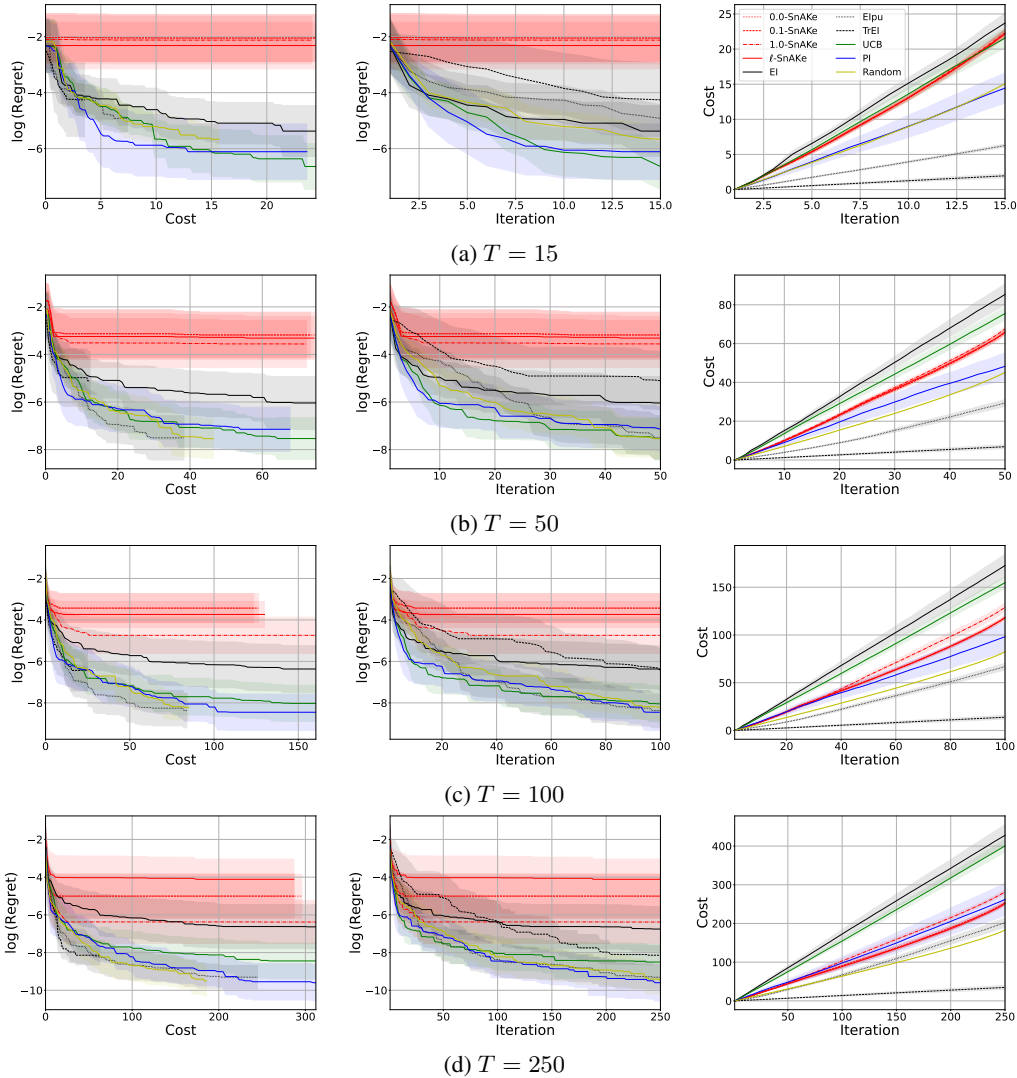 log(Regret)
−2
−4
−6
0 5 10 15 20
Cost
log(Regret)
−2
−4
−6
2.5 5.0 7.5 10.0 12.5 15.0
Iteration
Cost
25
20
15
10
5
0
2.5 5.0 7.5 10.0 12.5 15.0
Iteration
0.0-SnAKe
0.1-SnAKe
1.0-SnAKe
ℓ-SnAKe
EI
EIpu
TrEI
UCB
PI
Random
(a) T = 15
log(Regret)
−2
−4
−6
−8
0 20 40 60
Cost
log(Regret)
−2
−4
−6
−8
10 20 30 40 50
Iteration
Cost
80
60
40
20
0
10 20 30 40 50
Iteration
(b) T = 50
log(Regret)
−2
−4
−6
−8
0 50 100 150
Cost
log(Regret)
−2
−4
−6
−8
20 40 60 80 100
Iteration
Cost
150
100
50
0
20 40 60 80 100
Iteration
(c) T = 100
log(Regret)
−2
−4
−6
−8
−10
0 50 100 150 200 250 300
Cost
log(Regret)
−2
−4
−6
−8
−10
50 100 150 200 250
Iteration
Cost
400
300
200
100
0
50 100 150 200 250
Iteration
(d) T = 250